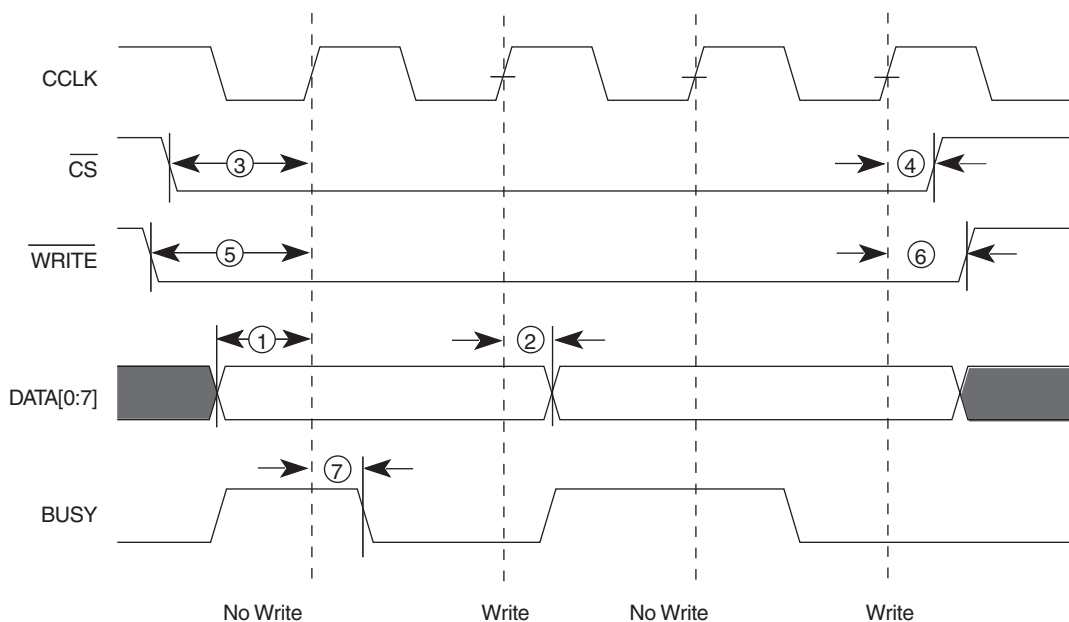 CCLK
CS
3
4
WRITE
5
6
1
2
DATA[0:7]
7
BUSY
No Write Write No Write Write